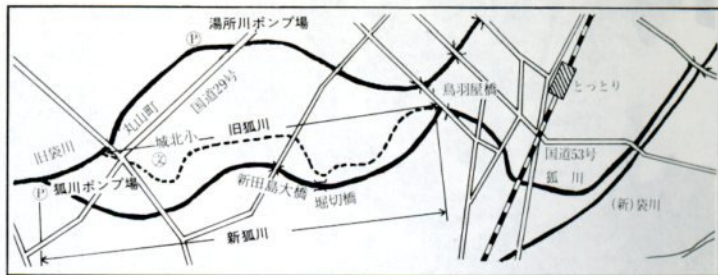 湯所川ポンプ場
P
丸山町
国道29号
鳥羽屋橋
とっとり
旧袋川
城北小
文
旧狐川
国道53号
狐川
P
狐川ポンプ場
新田島大橋
堀切橋
(新)袋川
新狐川